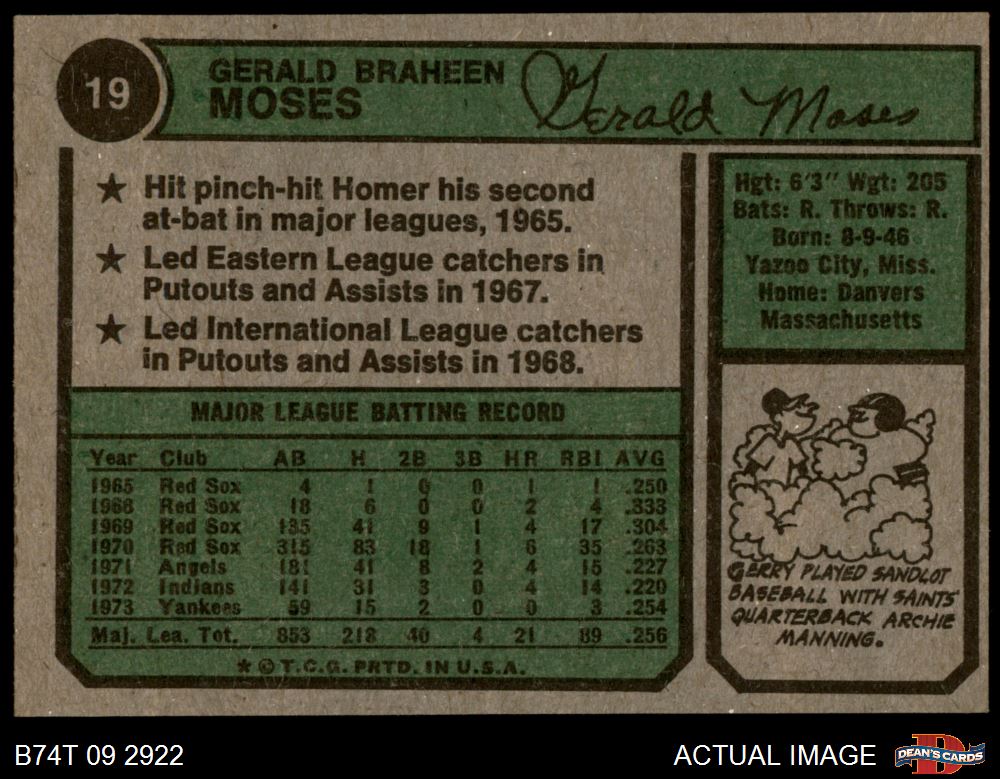 19
GERALD BRAHEEN
MOSES
Gerald Moses
★ Hit pinch-hit Homer his second
at-bat in major leagues, 1965.
★ Led Eastern League catchers in
Putouts and Assists in 1967.
★ Led International League catchers
in Putouts and Assists in 1968.
Hgt: 6'3" Wgt: 205
Bats: R. Throws: R.
Born: 8-9-46
Yazoo City, Miss.
Home: Danvers
Massachusetts
MAJOR LEAGUE BATTING RECORD
Year Club AB H 2B 3B HR RBI AVG
1965 Red Sox 4 1 0 0 1 1 .250
1968 Red Sox 18 6 0 0 2 4 .333
1969 Red Sox 135 41 9 1 4 17 .304
1970 Red Sox 315 83 18 1 6 35 .263
1971 Angels 181 41 8 2 4 15 .227
1972 Indians 141 31 3 0 4 14 .220
1973 Yankees 59 15 2 0 0 3 .254
Maj. Lea. Tot. 853 218 40 4 21 89 .256
* © T.C.G. PRTD. IN U.S.A.
GERRY PLAYED SANDLOT
BASEBALL WITH SAINTS'
QUARTERBACK ARCHIE
MANNING.
B74T 09 2922
ACTUAL IMAGE
DEAN'S CARDS